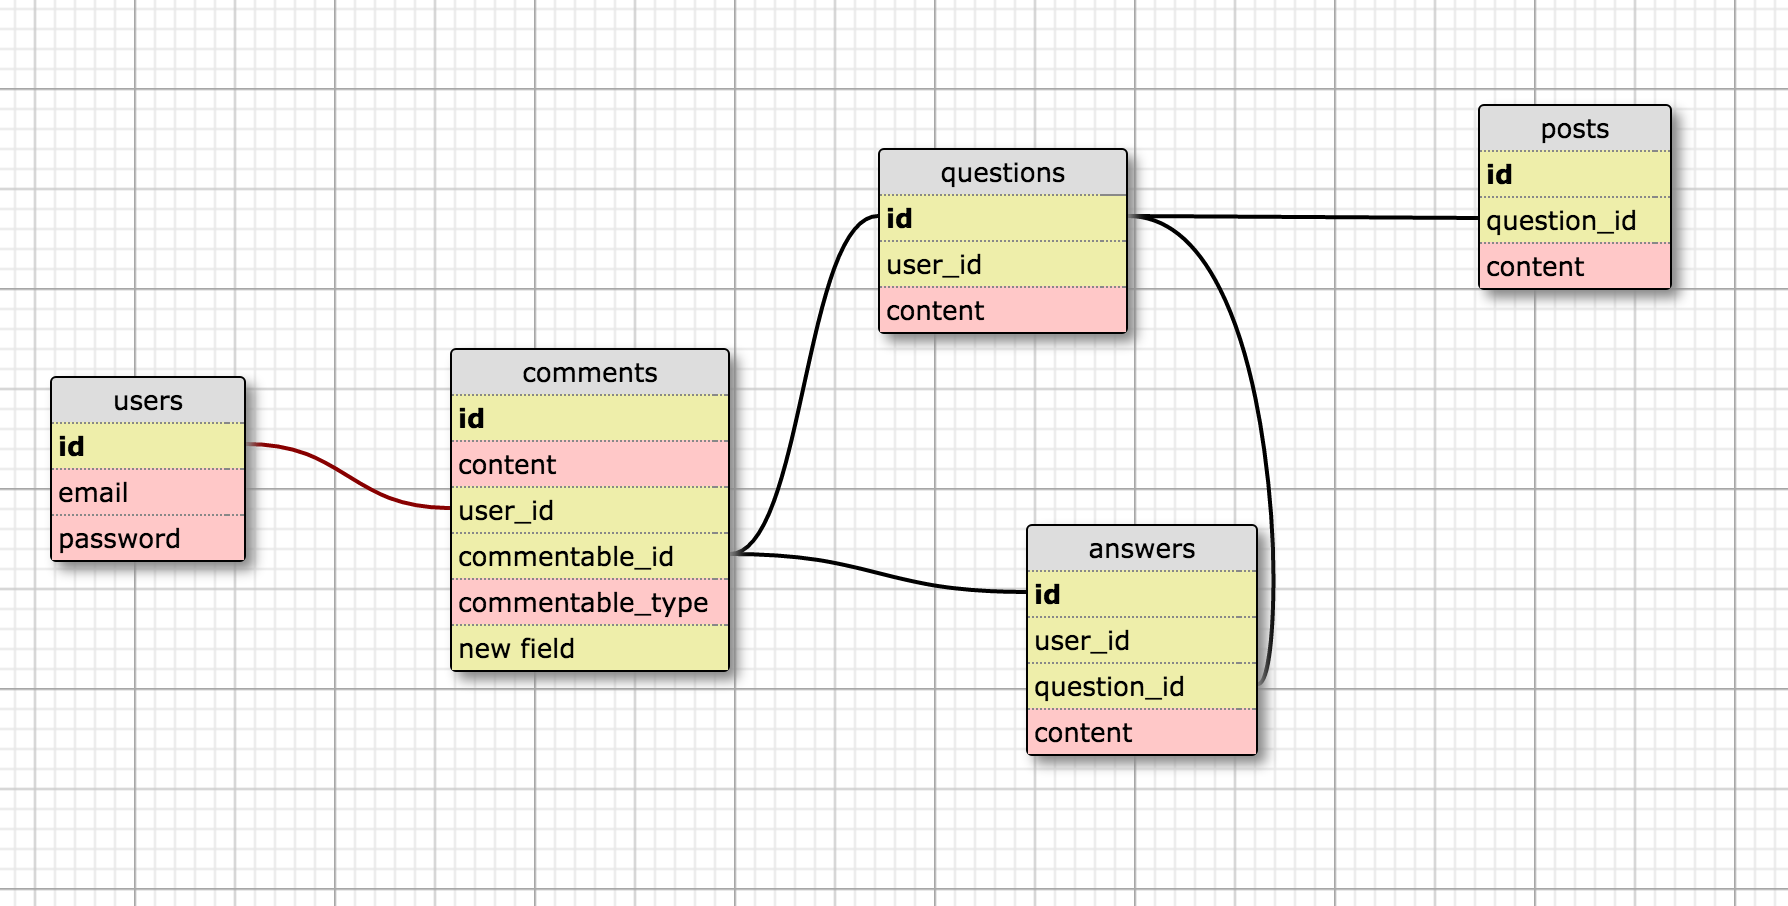 users
id
email
password
comments
id
content
user_id
commentable_id
commentable_type
new field
questions
id
user_id
content
answers
id
user_id
question_id
content
posts
id
question_id
content